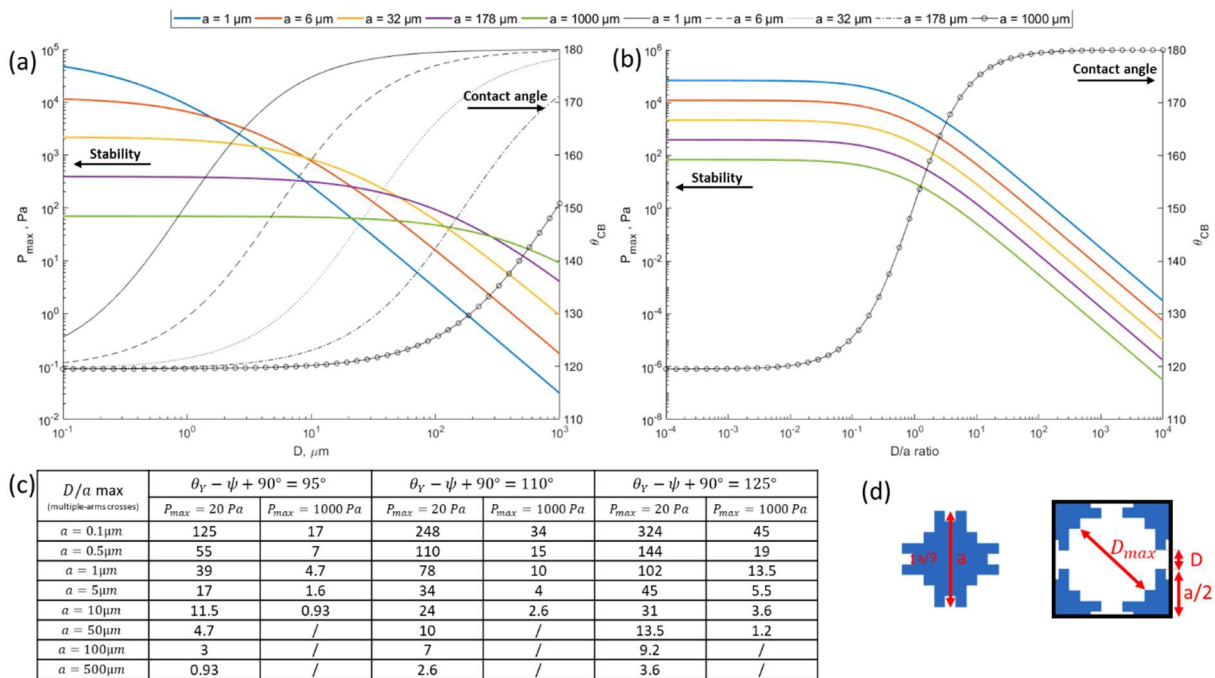 a = 1 μm a = 6 μm a = 32 μm a = 178 μm a = 1000 μm a = 1 μm a = 6 μm a = 32 μm a = 178 μm a = 1000 μm
(a)
10^5
10^4
10^3
10^2
10^1
10^0
10^-1
10^-2
P_max , Pa
Stability
Contact angle
180
170
160
150
140
130
120
110
θ_CB
10^-1 10^0 10^1 10^2 10^3
D, μm
(b)
10^6
10^4
10^2
10^0
10^-2
10^-4
10^-6
10^-8
P_max , Pa
Stability
Contact angle
180
170
160
150
140
130
120
110
θ_CB
10^-4 10^-3 10^-2 10^-1 10^0 10^1 10^2 10^3 10^4
D/a ratio
(c)
D/a max θ_Y − ψ + 90° = 95° θ_Y − ψ + 90° = 110° θ_Y − ψ + 90° = 125°
(multiple-arms crosses) P_max = 20 Pa P_max = 1000 Pa P_max = 20 Pa P_max = 1000 Pa P_max = 20 Pa P_max = 1000 Pa
a = 0.1μm 125 17 248 34 324 45
a = 0.5μm 55 7 110 15 144 19
a = 1μm 39 4.7 78 10 102 13.5
a = 5μm 17 1.6 34 4 45 5.5
a = 10μm 11.5 0.93 24 2.6 31 3.6
a = 50μm 4.7 / 10 / 13.5 1.2
a = 100μm 3 / 7 / 9.2 /
a = 500μm 0.93 / 2.6 / 3.6 /
(d)
a/9 a
D_max
D
a/2